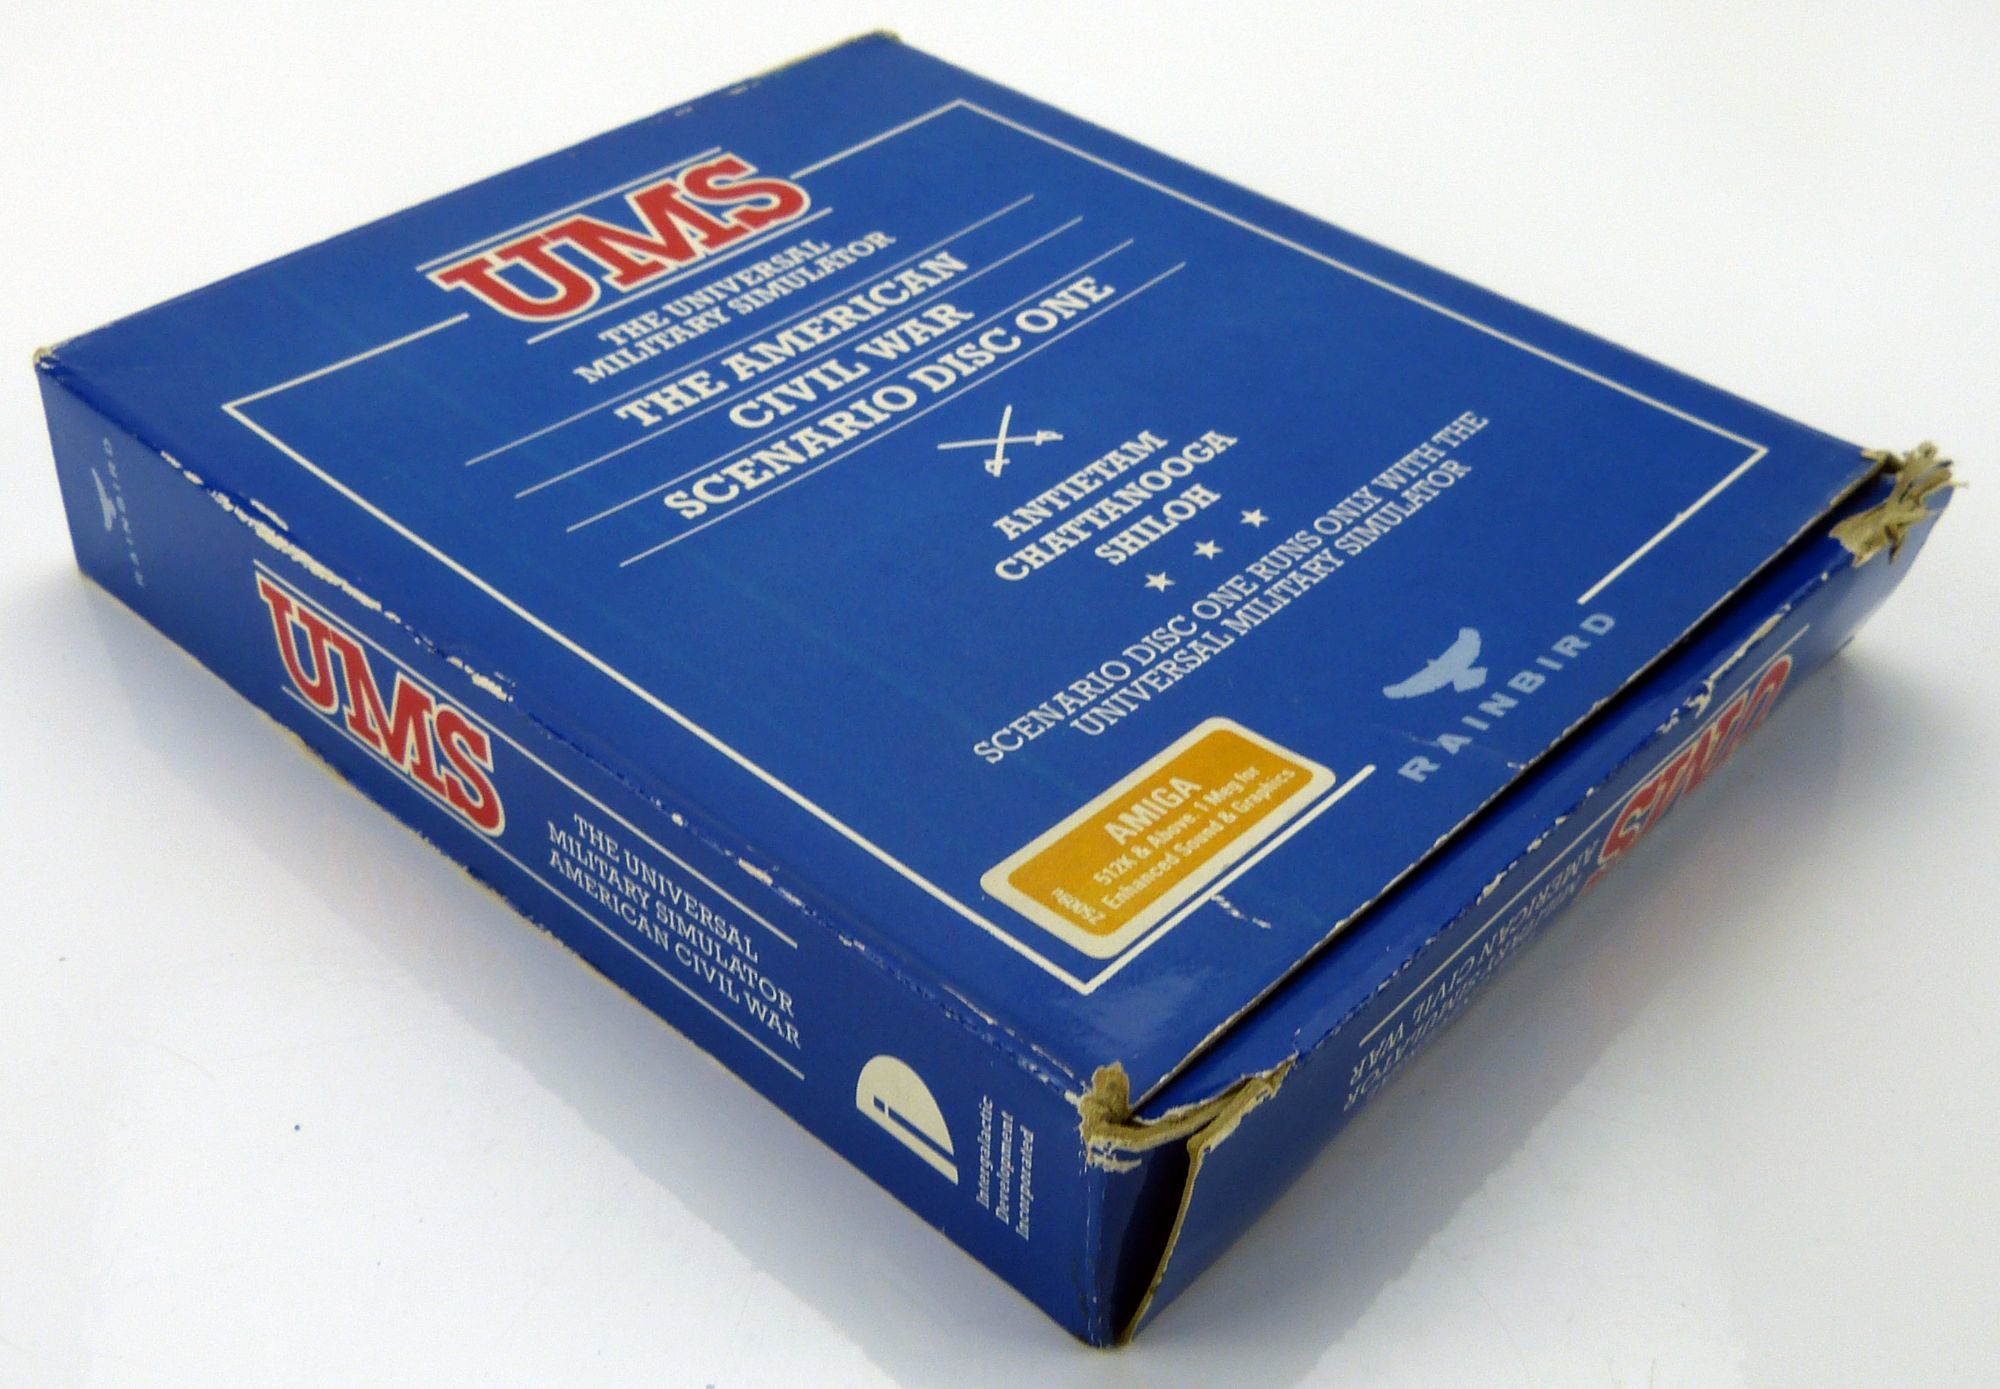 UMS
THE UNIVERSAL
MILITARY SIMULATOR
THE AMERICAN
CIVIL WAR
SCENARIO DISC ONE
ANTIETAM
CHATTANOOGA
SHILOH
SCENARIO DISC ONE RUNS ONLY WITH THE
UNIVERSAL MILITARY SIMULATOR
AMIGA
512K & Above. 1 Meg for
Enhanced Sound & Graphics
RAINBIRD
RAINBIRD
UMS
THE UNIVERSAL
MILITARY SIMULATOR
AMERICAN CIVIL WAR
Intergalactic
Development
Incorporated
UMS
AMERICAN CIVIL WAR